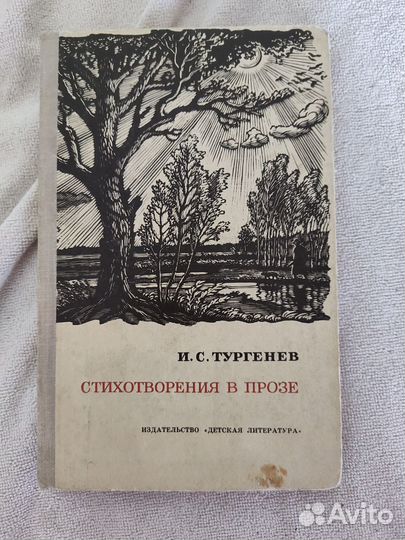 И. С. ТУРГЕНЕВ
СТИХОТВОРЕНИЯ В ПРОЗЕ
ИЗДАТЕЛЬСТВО «ДЕТСКАЯ ЛИТЕРАТУРА»
Avito